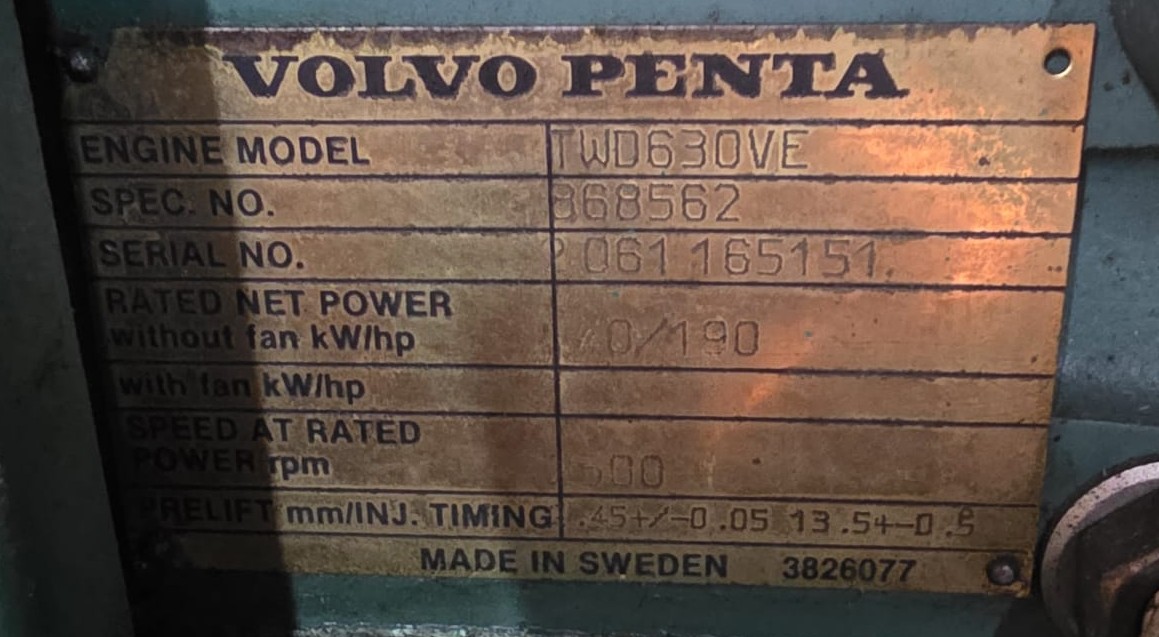 VOLVO PENTA
ENGINE MODEL TWD630VE
SPEC. NO. 868562
SERIAL NO. 2061165151
RATED NET POWER
without fan kW/hp 0/190
with fan kW/hp
SPEED AT RATED
POWER rpm
PRELIFT mm/INJ. TIMING .45+/-0.05 13.5+-0.5
MADE IN SWEDEN 3826077